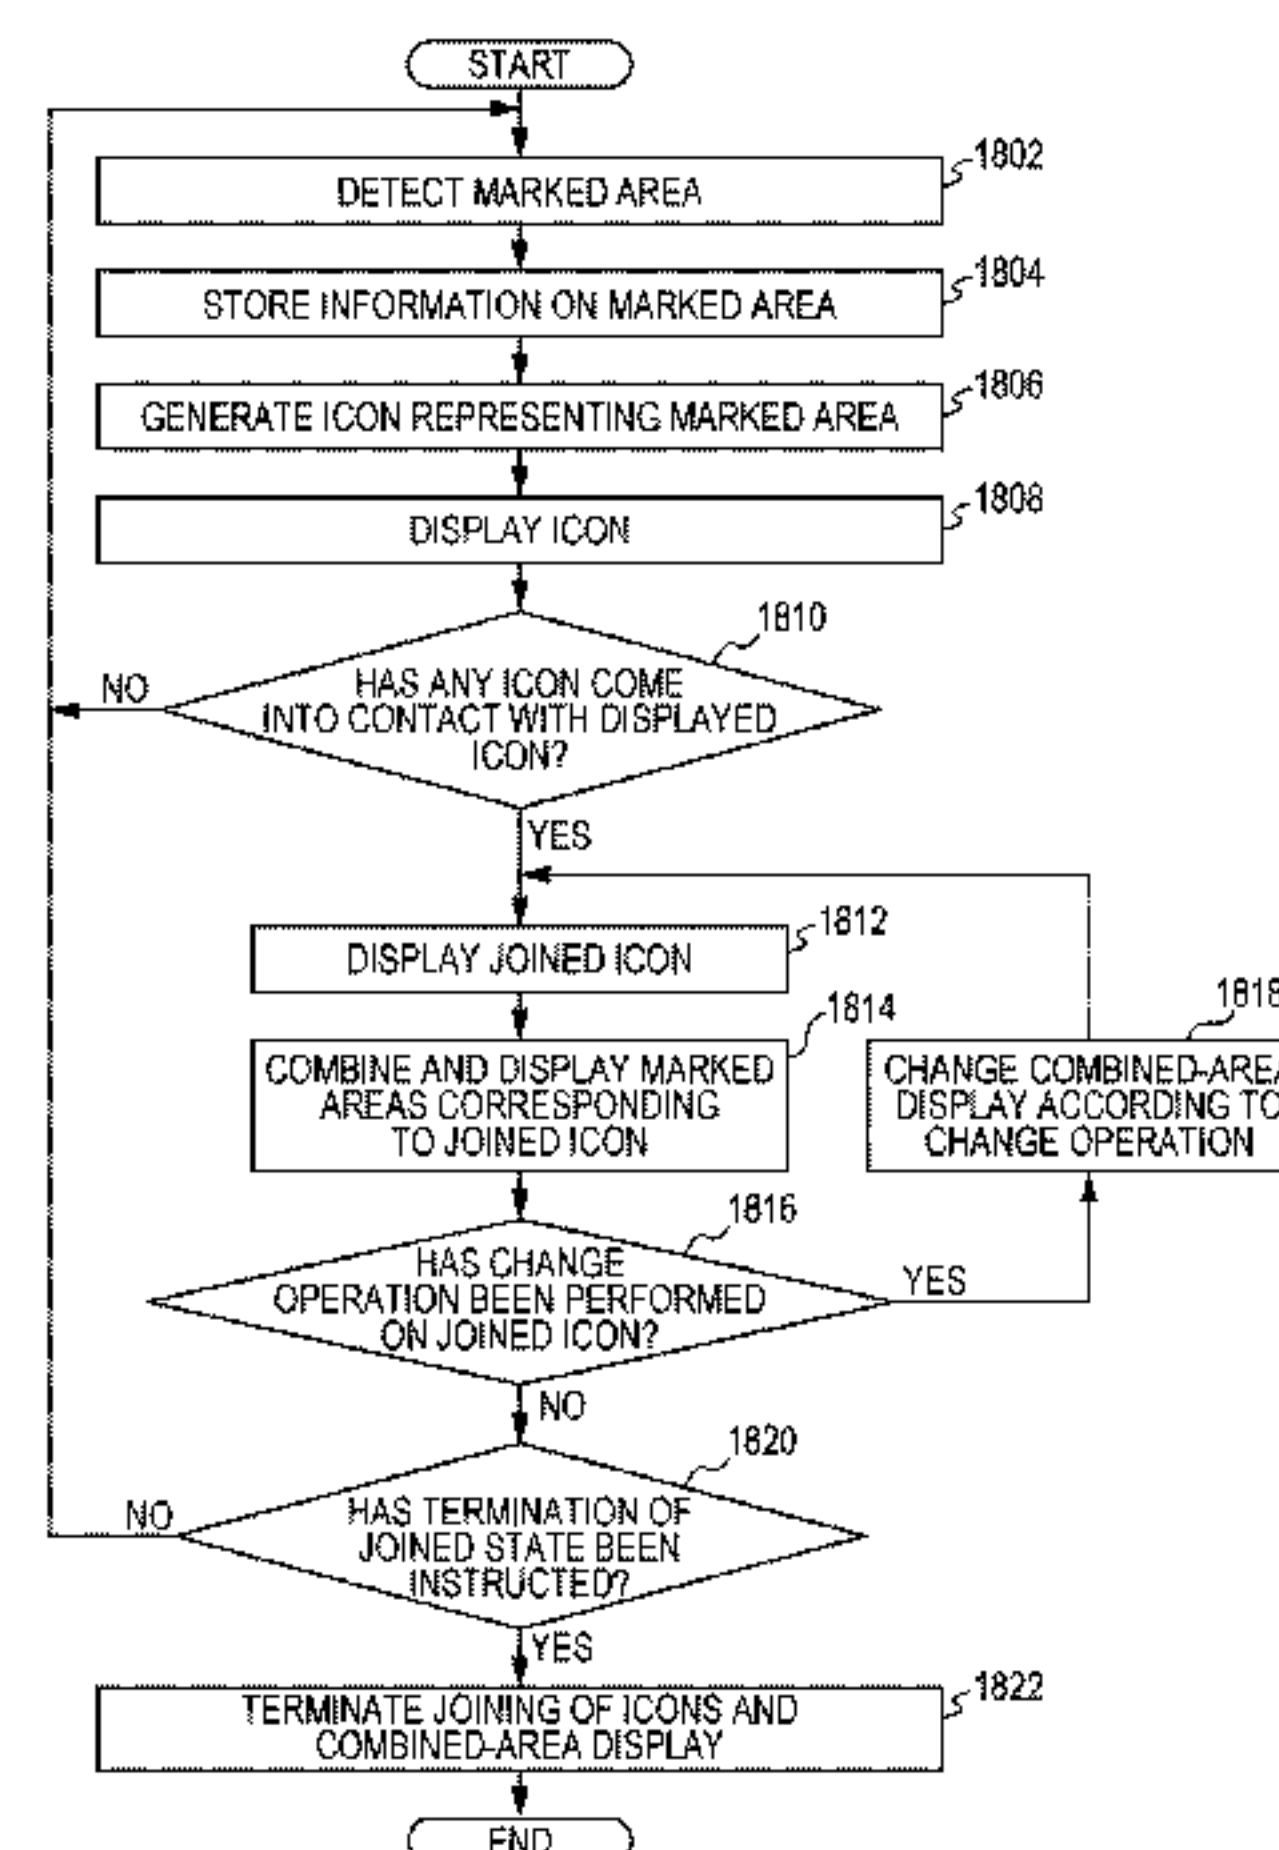 START
1802
DETECT MARKED AREA
1804
STORE INFORMATION ON MARKED AREA
1806
GENERATE ICON REPRESENTING MARKED AREA
1808
DISPLAY ICON
1810
HAS ANY ICON COME
INTO CONTACT WITH DISPLAYED
ICON?
NO
YES
1812
DISPLAY JOINED ICON
1814
COMBINE AND DISPLAY MARKED
AREAS CORRESPONDING
TO JOINED ICON
1818
CHANGE COMBINED-AREA
DISPLAY ACCORDING TO
CHANGE OPERATION
1816
HAS CHANGE
OPERATION BEEN PERFORMED
ON JOINED ICON?
YES
NO
1820
HAS TERMINATION OF
JOINED STATE BEEN
INSTRUCTED?
NO
YES
1822
TERMINATE JOINING OF ICONS AND
COMBINED-AREA DISPLAY
END